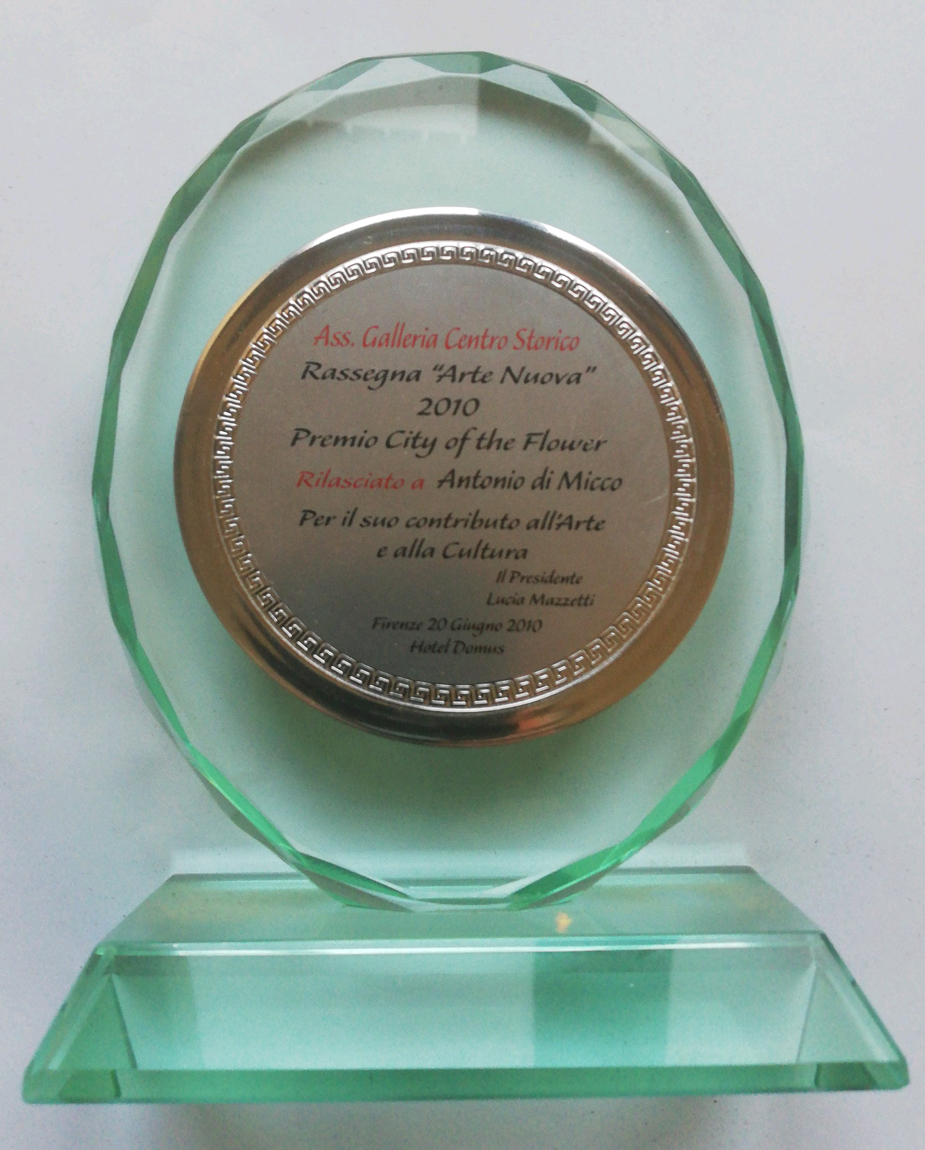 Ass. Galleria Centro Storico
Rassegna "Arte Nuova"
2010
Premio City of the Flower
Rilasciato a Antonio di Micco
Per il suo contributo all'Arte
e alla Cultura
Il Presidente
Lucia Mazzetti
Firenze 20 Giugno 2010
Hotel Domus